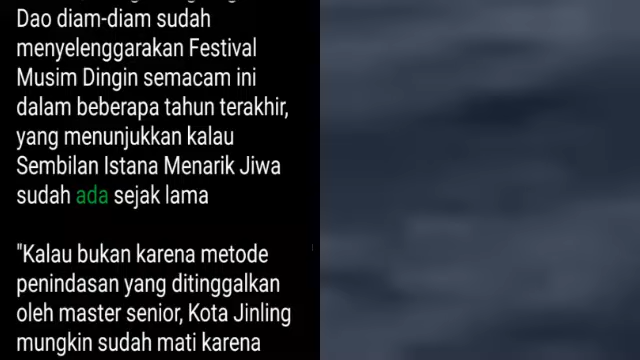 Dao diam-diam sudah
menyelenggarakan Festival
Musim Dingin semacam ini
dalam beberapa tahun terakhir,
yang menunjukkan kalau
Sembilan Istana Menarik Jiwa
sudah ada sejak lama
"Kalau bukan karena metode
penindasan yang ditinggalkan
oleh master senior, Kota Jinling
mungkin sudah mati karena